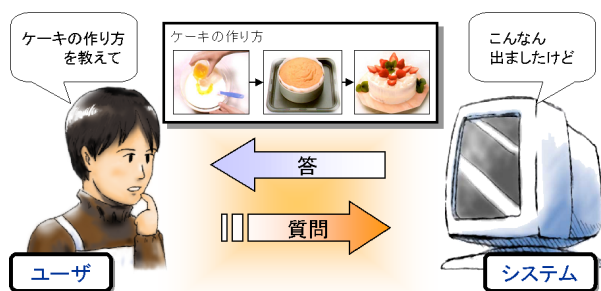 ケーキの作り方
を教えて
ケーキの作り方
こんなん
出ましたけど
答
質問
ユーザ
システム